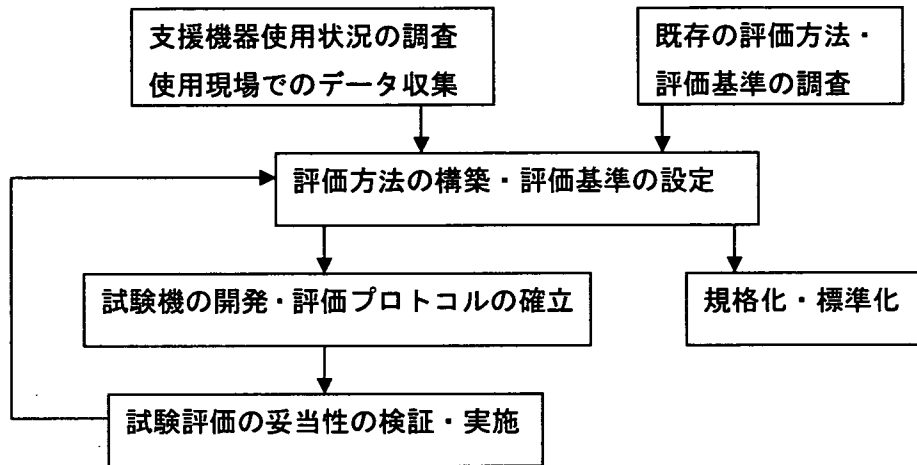 支援機器使用状況の調査
使用現場でのデータ収集
既存の評価方法・
評価基準の調査
評価方法の構築・評価基準の設定
試験機の開発・評価プロトコルの確立
規格化・標準化
試験評価の妥当性の検証・実施